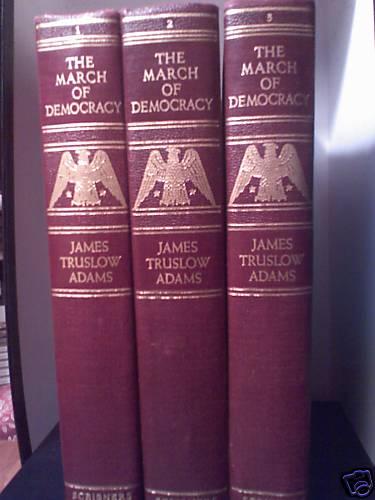 1
THE
MARCH
OF
DEMOCRACY
JAMES
TRUSLOW
ADAMS
SCRIBNERS
2
THE
MARCH
OF
DEMOCRACY
JAMES
TRUSLOW
ADAMS
3
THE
MARCH
OF
DEMOCRACY
JAMES
TRUSLOW
ADAMS